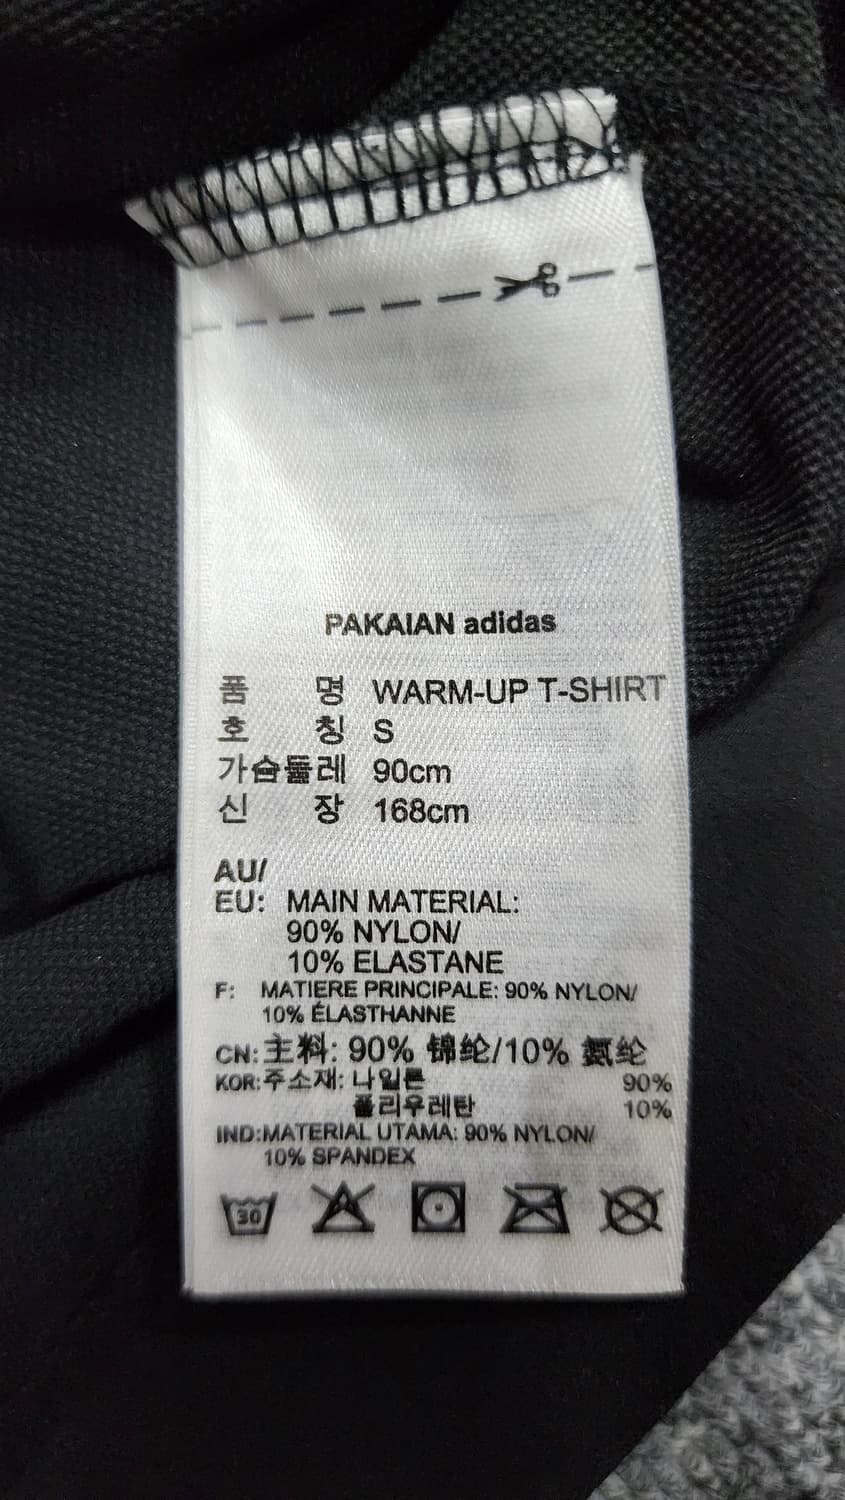 PAKAIAN adidas
품 명 WARM-UP T-SHIRT
호 칭 S
가슴둘레 90cm
신 장 168cm
AU/
EU: MAIN MATERIAL:
90% NYLON/
10% ELASTANE
F: MATIERE PRINCIPALE: 90% NYLON/
10% ÉLASTHANNE
CN: 主料: 90% 锦纶/10% 氨纶
KOR: 주소재: 나일론 90%
폴리우레탄 10%
IND: MATERIAL UTAMA: 90% NYLON/
10% SPANDEX
30